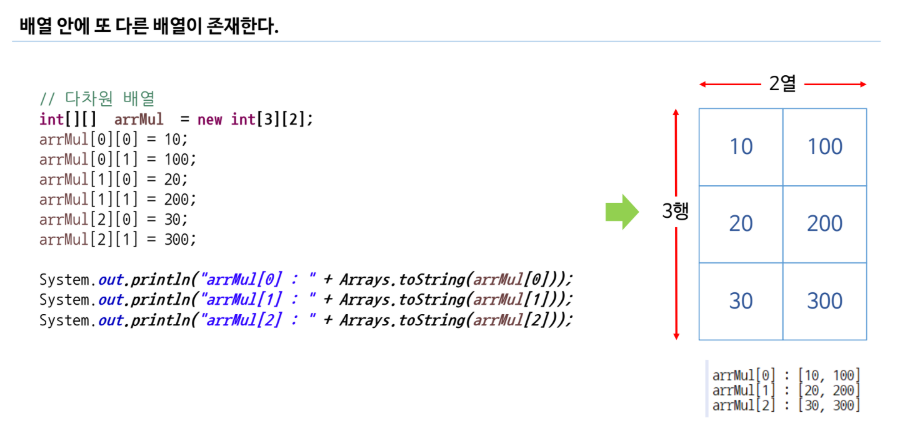 배열 안에 또 다른 배열이 존재한다.
// 다차원 배열
int[][] arrMul = new int[3][2];
arrMul[0][0] = 10;
arrMul[0][1] = 100;
arrMul[1][0] = 20;
arrMul[1][1] = 200;
arrMul[2][0] = 30;
arrMul[2][1] = 300;
System.out.println("arrMul[0] : " + Arrays.toString(arrMul[0]));
System.out.println("arrMul[1] : " + Arrays.toString(arrMul[1]));
System.out.println("arrMul[2] : " + Arrays.toString(arrMul[2]));
2열
3행
10 100
20 200
30 300
arrMul[0] : [10, 100]
arrMul[1] : [20, 200]
arrMul[2] : [30, 300]